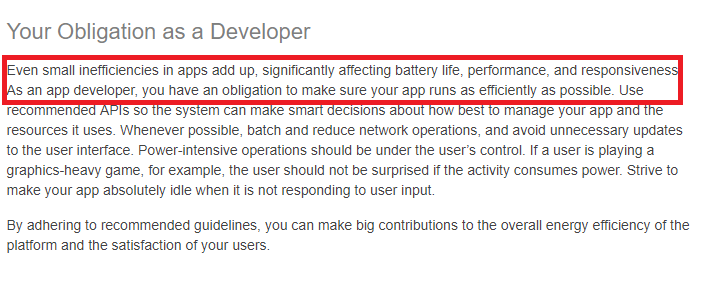 Your Obligation as a Developer
Even small inefficiencies in apps add up, significantly affecting battery life, performance, and responsiveness.
As an app developer, you have an obligation to make sure your app runs as efficiently as possible. Use
recommended APIs so the system can make smart decisions about how best to manage your app and the
resources it uses. Whenever possible, batch and reduce network operations, and avoid unnecessary updates
to the user interface. Power-intensive operations should be under the user’s control. If a user is playing a
graphics-heavy game, for example, the user should not be surprised if the activity consumes power. Strive to
make your app absolutely idle when it is not responding to user input.
By adhering to recommended guidelines, you can make big contributions to the overall energy efficiency of the
platform and the satisfaction of your users.